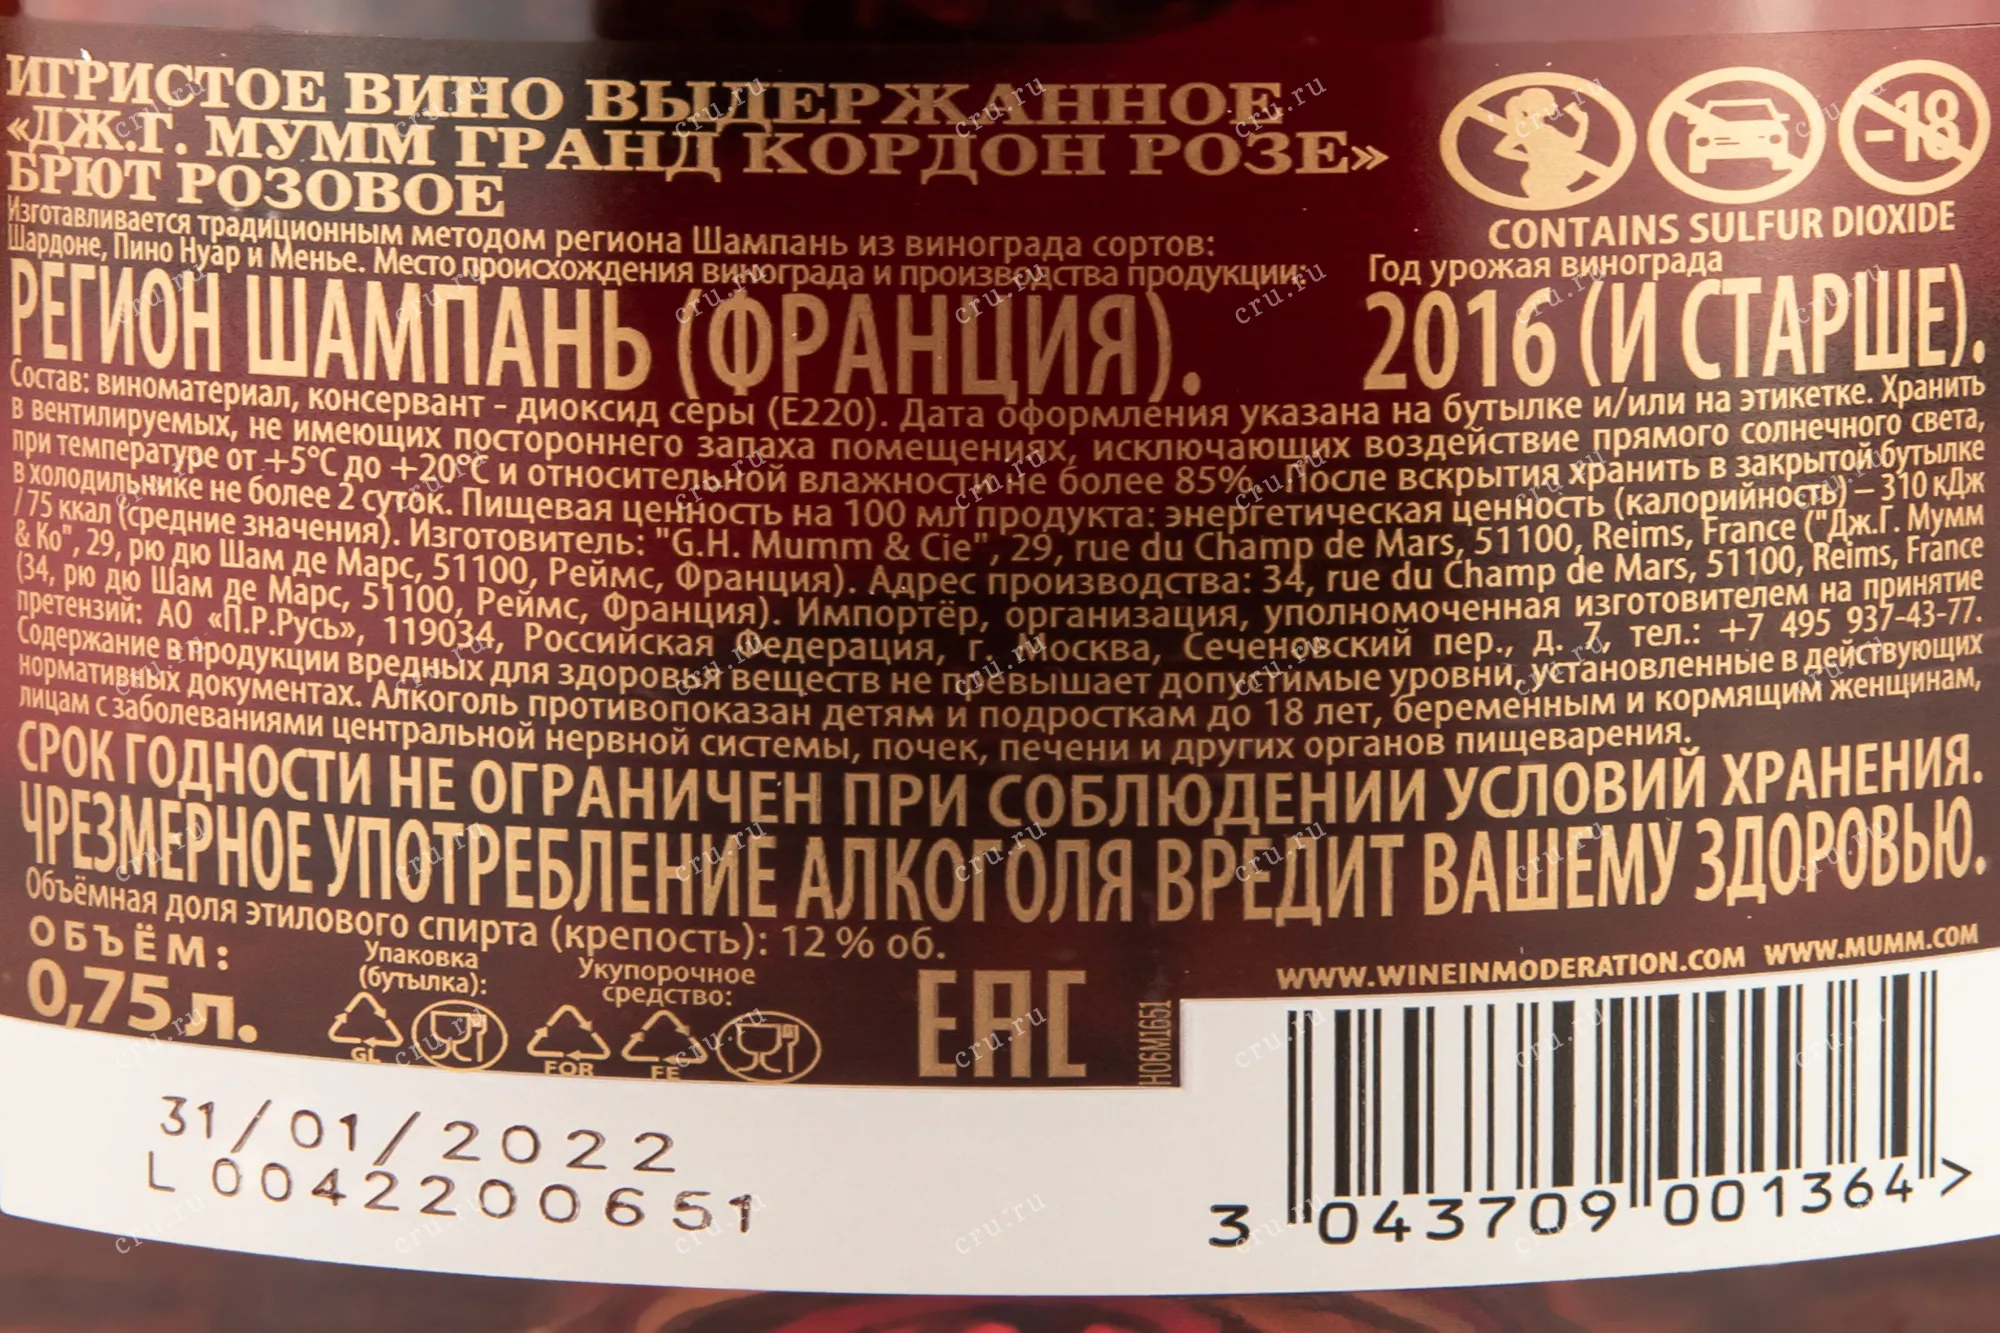 ИГРИСТОЕ ВИНО ВЫДЕРЖАННОЕ
«ДЖ.Г. МУММ ГРАНД КОРДОН РОЗЕ»
БРЮТ РОЗОВОЕ
-18
CONTAINS SULFUR DIOXIDE
Изготавливается традиционным методом региона Шампань из винограда сортов:
Шардоне, Пино Нуар и Менье. Место происхождения винограда и производства продукции:
РЕГИОН ШАМПАНЬ (ФРАНЦИЯ).
Год урожая винограда
2016 (И СТАРШЕ).
Состав: виноматериал, консервант - диоксид серы (Е220). Дата оформления указана на бутылке и/или на этикетке. Хранить
в вентилируемых, не имеющих постороннего запаха помещениях, исключающих воздействие прямого солнечного света,
при температуре от +5°С до +20°С и относительной влажности не более 85%. После вскрытия хранить в закрытой бутылке
в холодильнике не более 2 суток. Пищевая ценность на 100 мл продукта: энергетическая ценность (калорийность) – 310 кДж
/ 75 ккал (средние значения). Изготовитель: "G.H. Mumm & Cie", 29, rue du Champ de Mars, 51100, Reims, France ("Дж.Г. Мумм
& Ко", 29, рю дю Шам де Марс, 51100, Реймс, Франция). Адрес производства: 34, rue du Champ de Mars, 51100, Reims, France
(34, рю дю Шам де Марс, 51100, Реймс, Франция). Импортёр, организация, уполномоченная изготовителем на принятие
претензий: АО «П.Р.Русь», 119034, Российская Федерация, г. Москва, Сеченовский пер., д. 7, тел.: +7 495 937-43-77.
Содержание в продукции вредных для здоровья веществ не превышает допустимые уровни, установленные в действующих
нормативных документах. Алкоголь противопоказан детям и подросткам до 18 лет, беременным и кормящим женщинам,
лицам с заболеваниями центральной нервной системы, почек, печени и других органов пищеварения.
СРОК ГОДНОСТИ НЕ ОГРАНИЧЕН ПРИ СОБЛЮДЕНИИ УСЛОВИЙ ХРАНЕНИЯ.
ЧРЕЗМЕРНОЕ УПОТРЕБЛЕНИЕ АЛКОГОЛЯ ВРЕДИТ ВАШЕМУ ЗДОРОВЬЮ.
Объёмная доля этилового спирта (крепость): 12 % об.
WWW.WINEINMODERATION.COM WWW.MUMM.COM
ОБЪЁМ:
0,75 л.
Упаковка
(бутылка):
GL
Укупорочное
средство:
FOR
FE
EAC
H06M1651
31/01/2022
L 0042200651
3 043709 001364 >
cru.ru